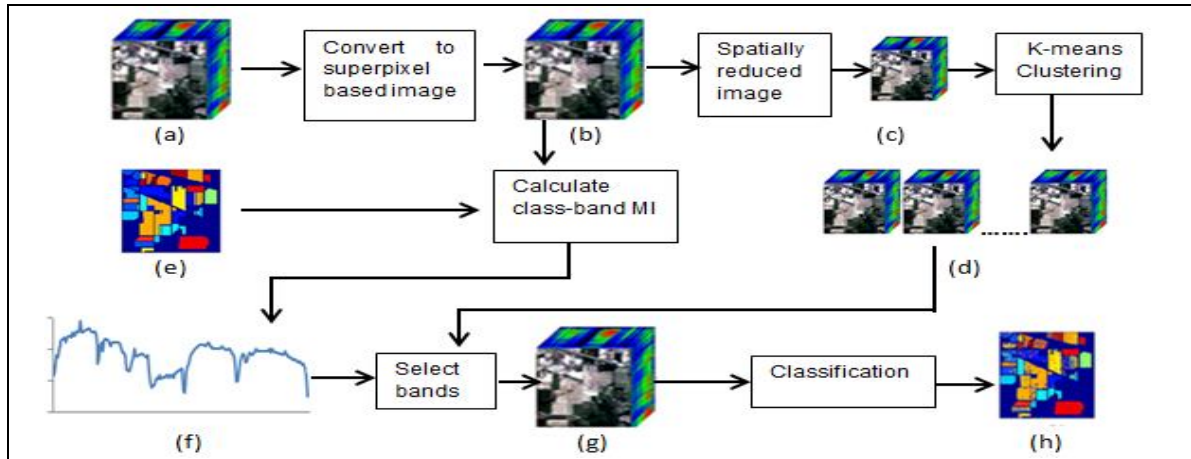 Convert to
superpixel
based image
Spatially
reduced
image
K-means
Clustering
(a)
(b)
(c)
Calculate
class-band MI
(e)
(d)
Select
bands
Classification
(f)
(g)
(h)